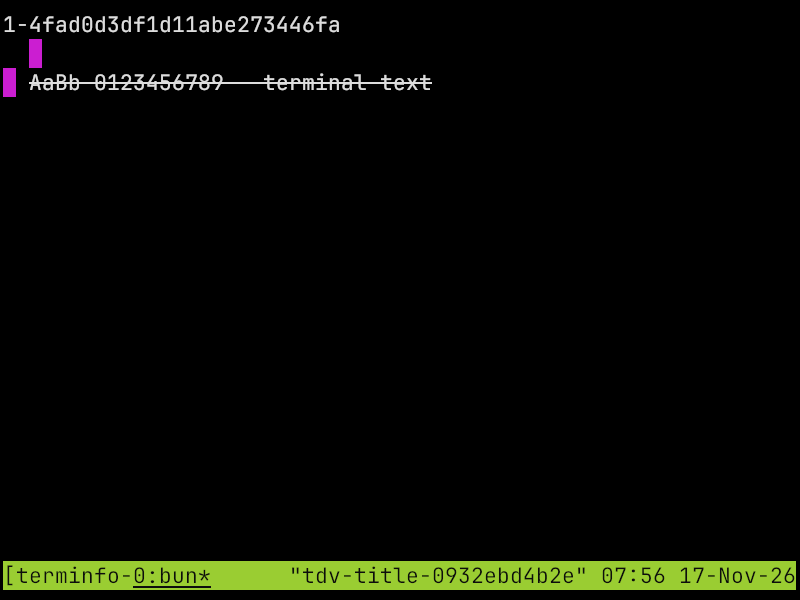 1-4fad0d3df1d11abe273446fa
AaBb 0123456789   terminal text
[terminfo-0:bun*      "tdv-title-0932ebd4b2e" 07:56 17-Nov-26